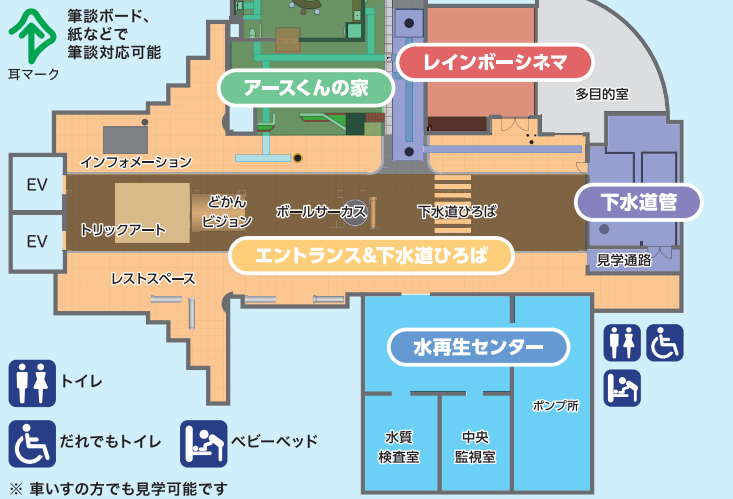 筆談ボード、
紙などで
筆談対応可能
耳マーク
アースくんの家
レインボーシネマ
多目的室
インフォメーション
EV
EV
トリックアート
どかん
ビジョン
ボールサーカス
下水道ひろば
下水道管
エントランス&下水道ひろば
見学通路
レストスペース
水再生センター
ポンプ所
水質
検査室
中央
監視室
トイレ
だれでもトイレ
ベビーベッド
※ 車いすの方でも見学可能です